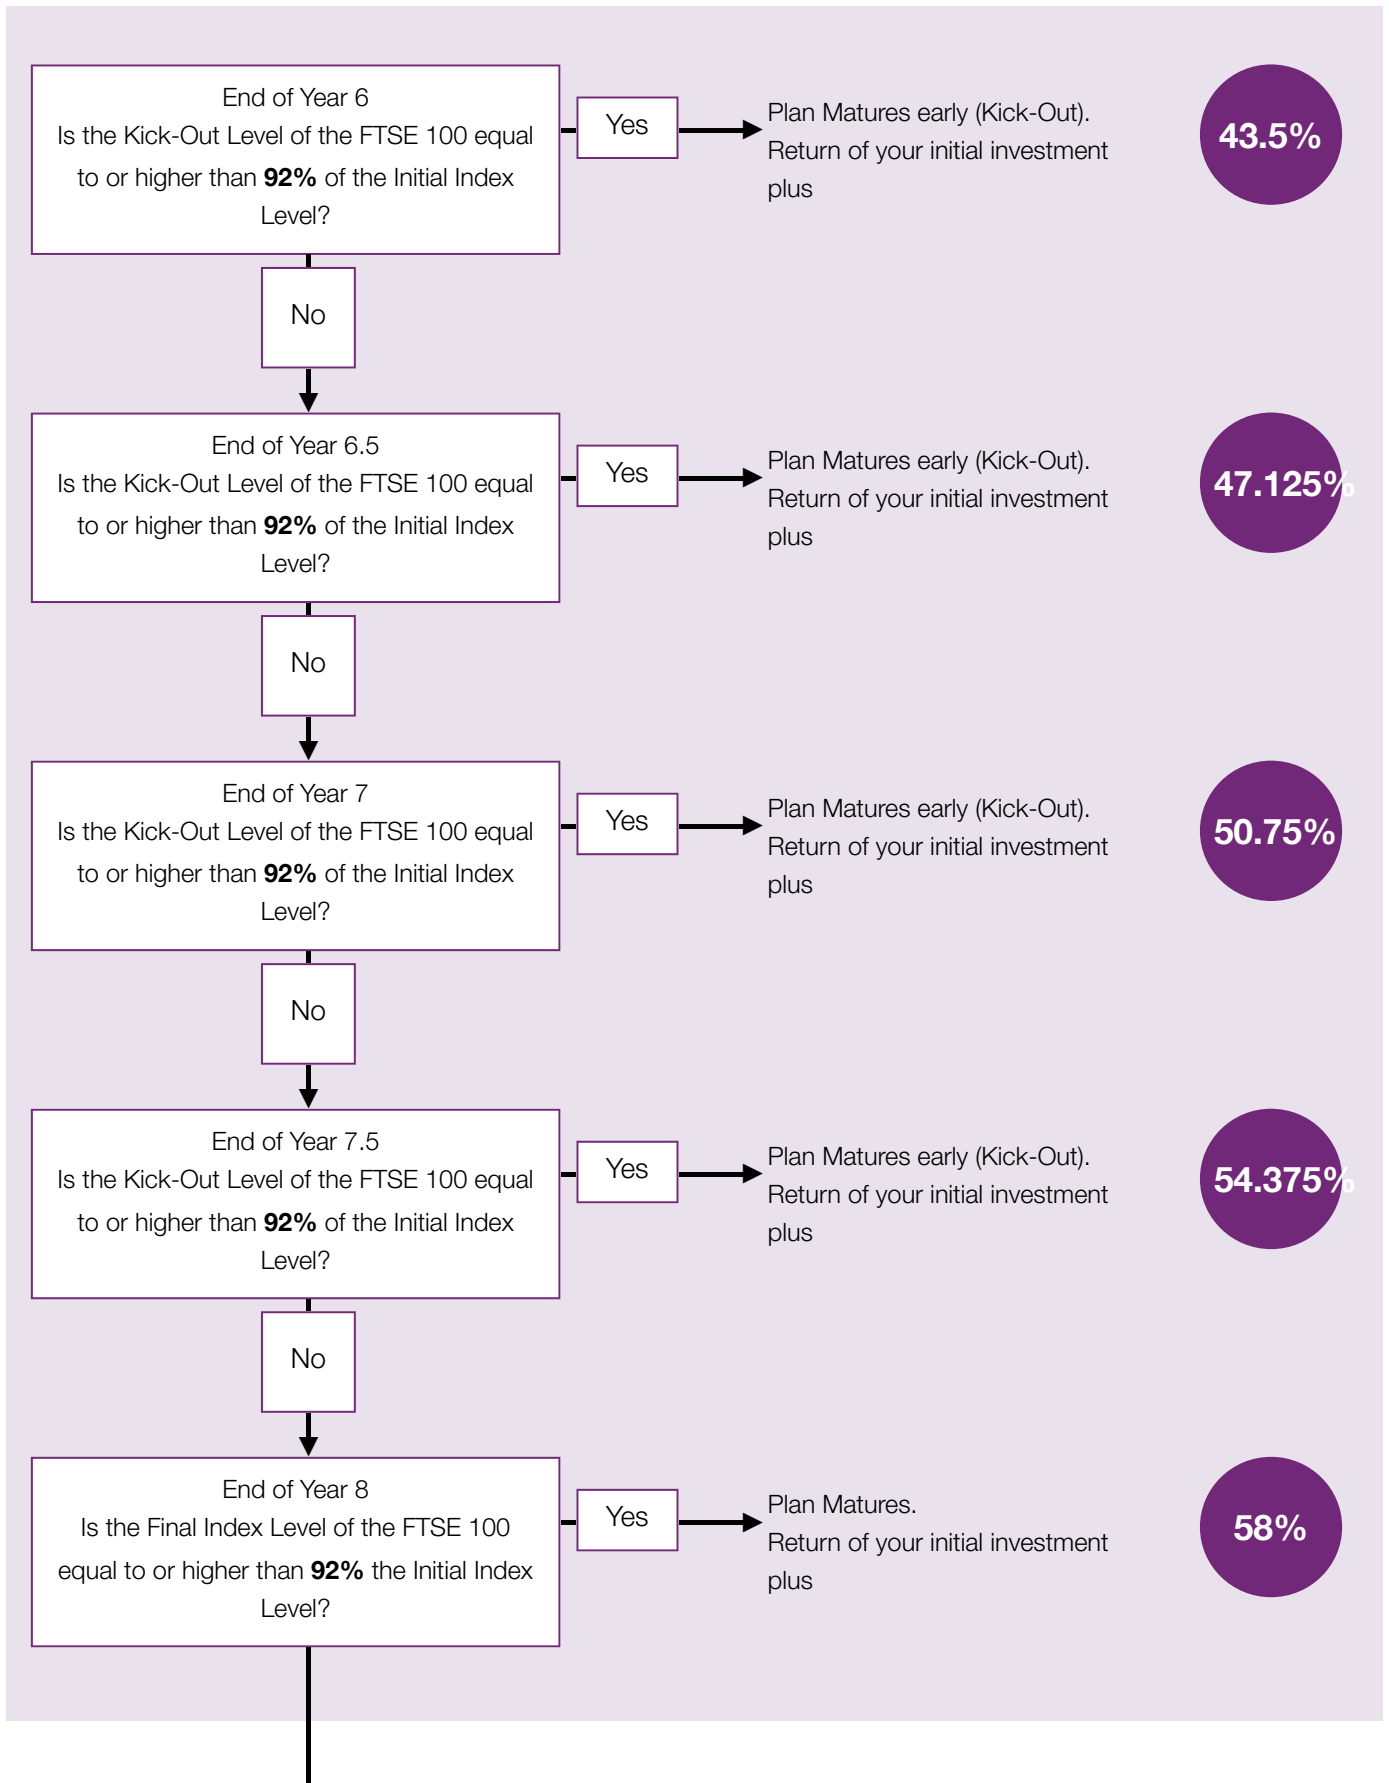 End of Year 6
Is the Kick-Out Level of the FTSE 100 equal
to or higher than 92% of the Initial Index
Level?
Yes
Plan Matures early (Kick-Out).
Return of your initial investment
plus
43.5%
No
End of Year 6.5
Is the Kick-Out Level of the FTSE 100 equal
to or higher than 92% of the Initial Index
Level?
Yes
Plan Matures early (Kick-Out).
Return of your initial investment
plus
47.125%
No
End of Year 7
Is the Kick-Out Level of the FTSE 100 equal
to or higher than 92% of the Initial Index
Level?
Yes
Plan Matures early (Kick-Out).
Return of your initial investment
plus
50.75%
No
End of Year 7.5
Is the Kick-Out Level of the FTSE 100 equal
to or higher than 92% of the Initial Index
Level?
Yes
Plan Matures early (Kick-Out).
Return of your initial investment
plus
54.375%
No
End of Year 8
Is the Final Index Level of the FTSE 100
equal to or higher than 92% the Initial Index
Level?
Yes
Plan Matures.
Return of your initial investment
plus
58%